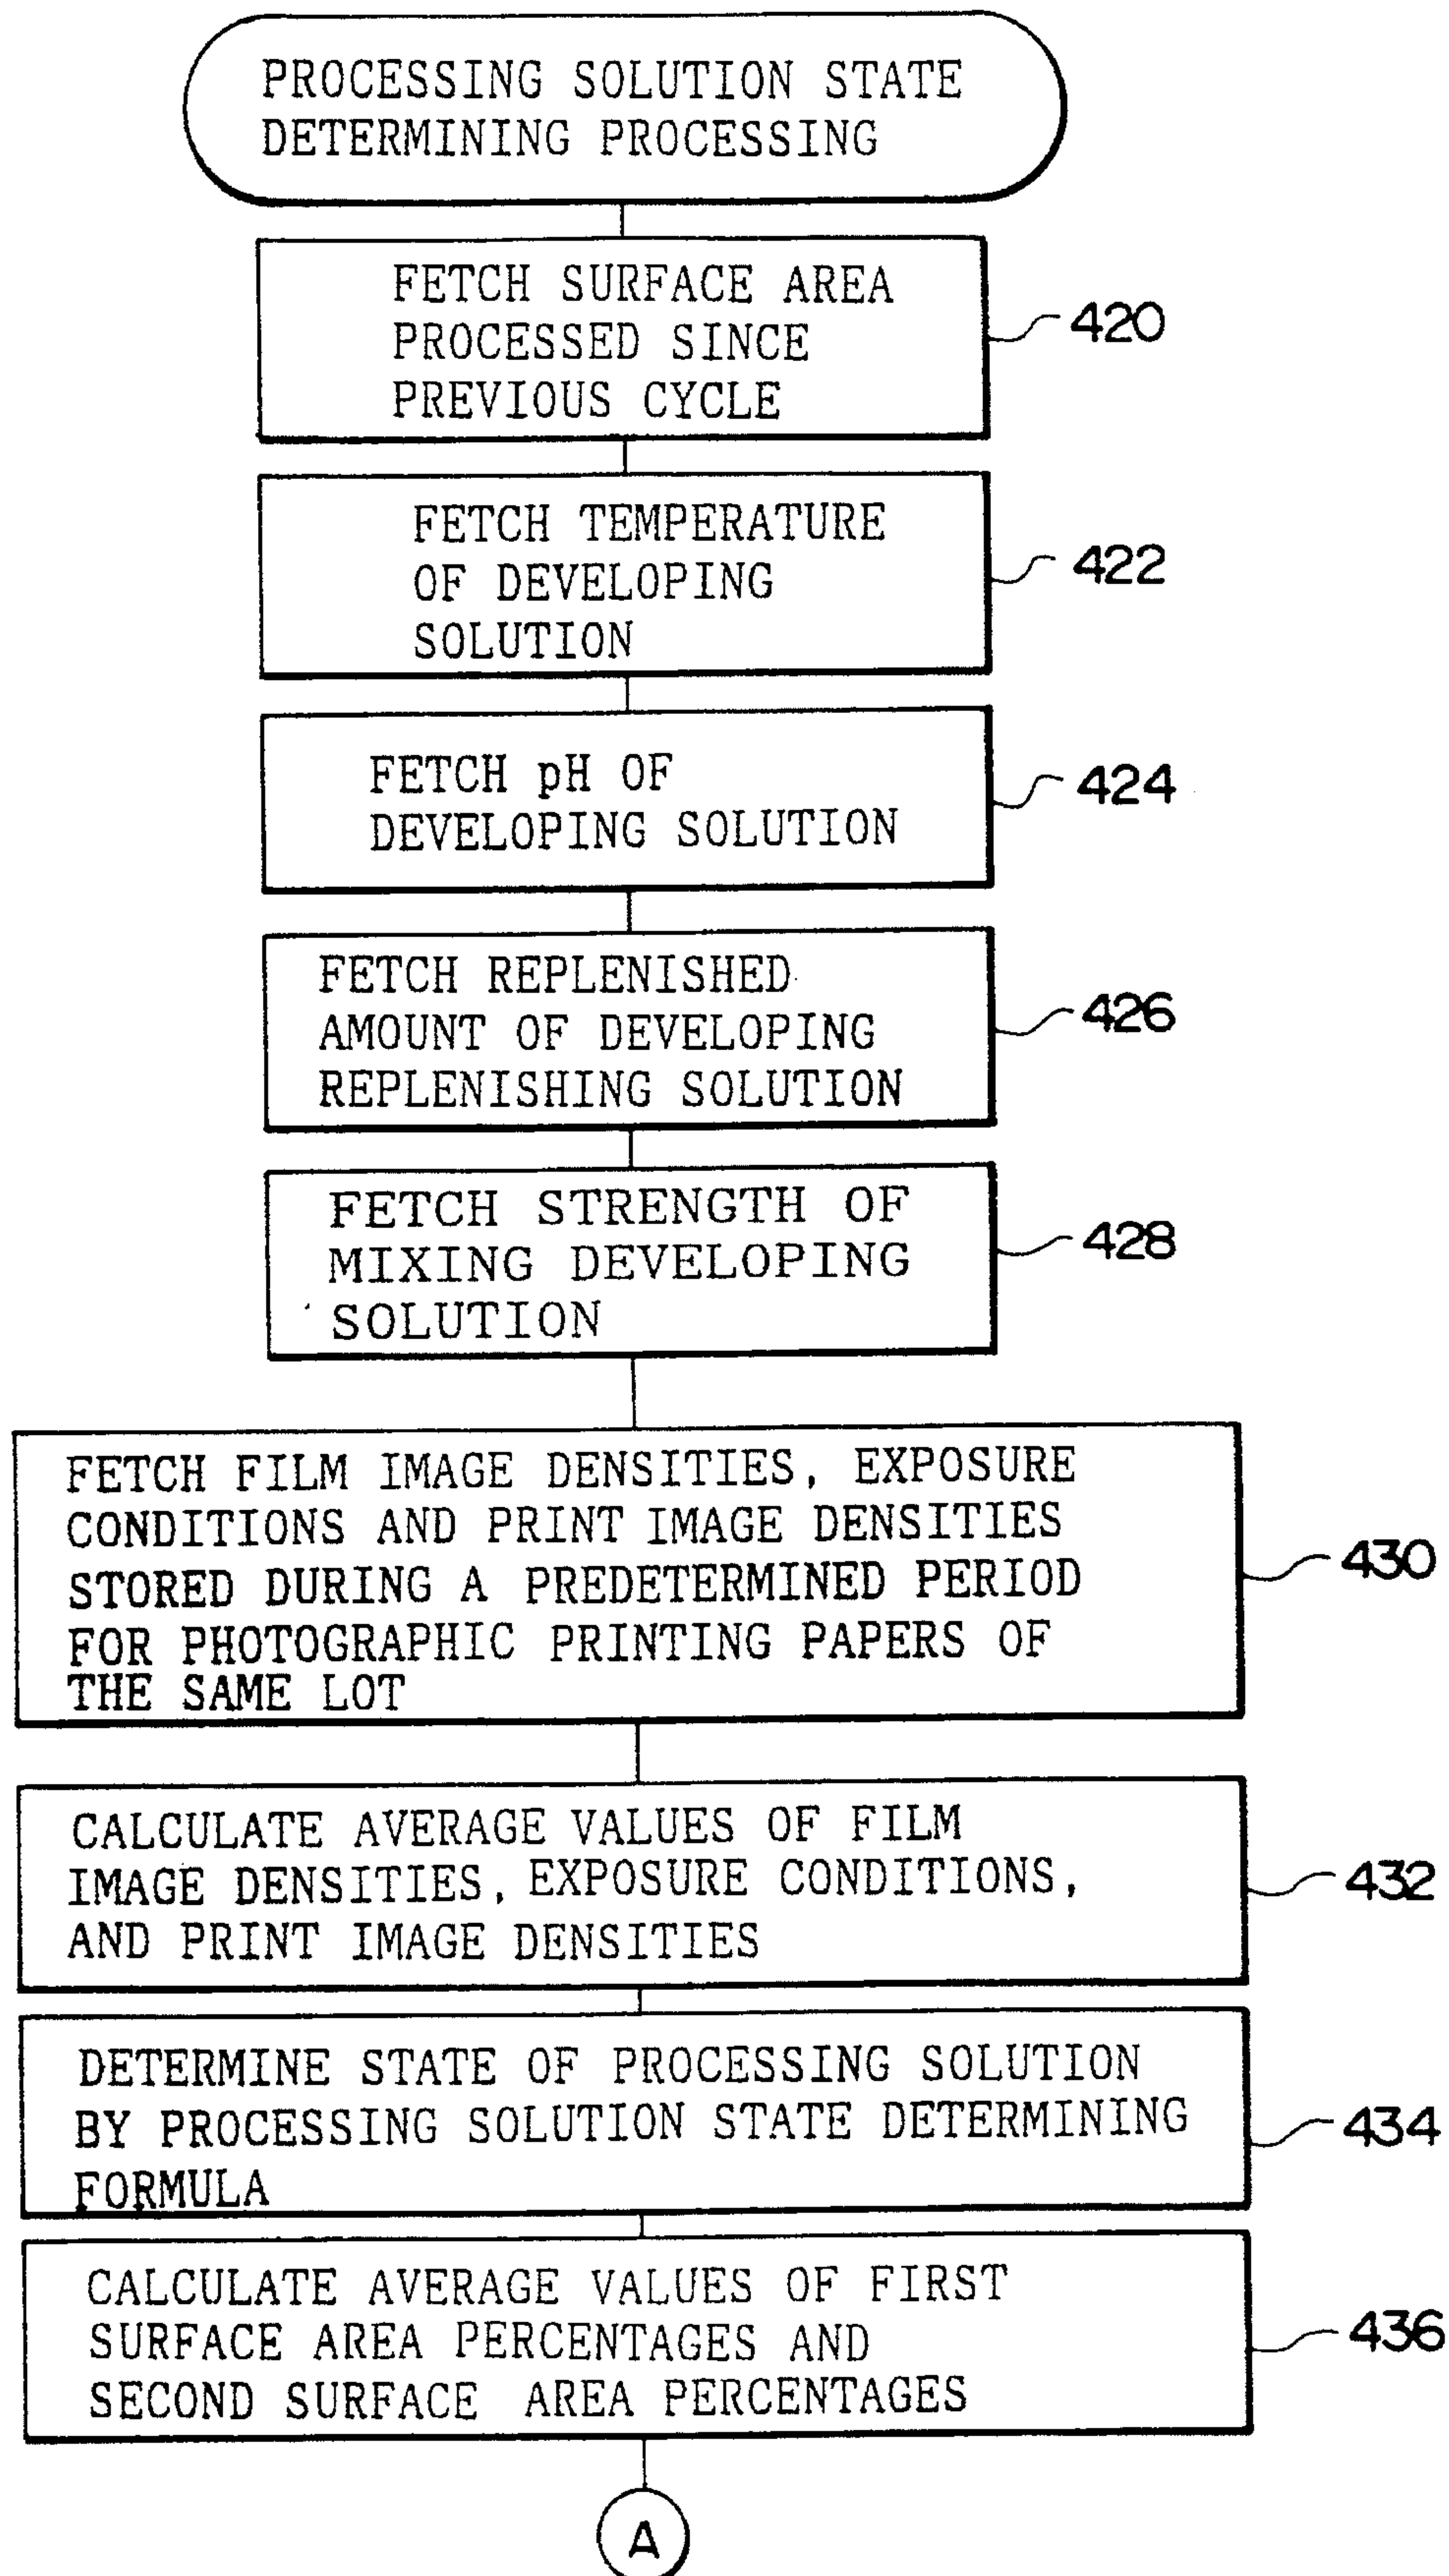 PROCESSING SOLUTION STATE
DETERMINING PROCESSING
FETCH SURFACE AREA
PROCESSED SINCE
PREVIOUS CYCLE
420
FETCH TEMPERATURE
OF DEVELOPING
SOLUTION
422
FETCH pH OF
DEVELOPING SOLUTION
424
FETCH REPLENISHED
AMOUNT OF DEVELOPING
REPLENISHING SOLUTION
426
FETCH STRENGTH OF
MIXING DEVELOPING
SOLUTION
428
FETCH FILM IMAGE DENSITIES, EXPOSURE
CONDITIONS AND PRINT IMAGE DENSITIES
STORED DURING A PREDETERMINED PERIOD
FOR PHOTOGRAPHIC PRINTING PAPERS OF
THE SAME LOT
430
CALCULATE AVERAGE VALUES OF FILM
IMAGE DENSITIES, EXPOSURE CONDITIONS,
AND PRINT IMAGE DENSITIES
432
DETERMINE STATE OF PROCESSING SOLUTION
BY PROCESSING SOLUTION STATE DETERMINING
FORMULA
434
CALCULATE AVERAGE VALUES OF FIRST
SURFACE AREA PERCENTAGES AND
SECOND SURFACE AREA PERCENTAGES
436
A